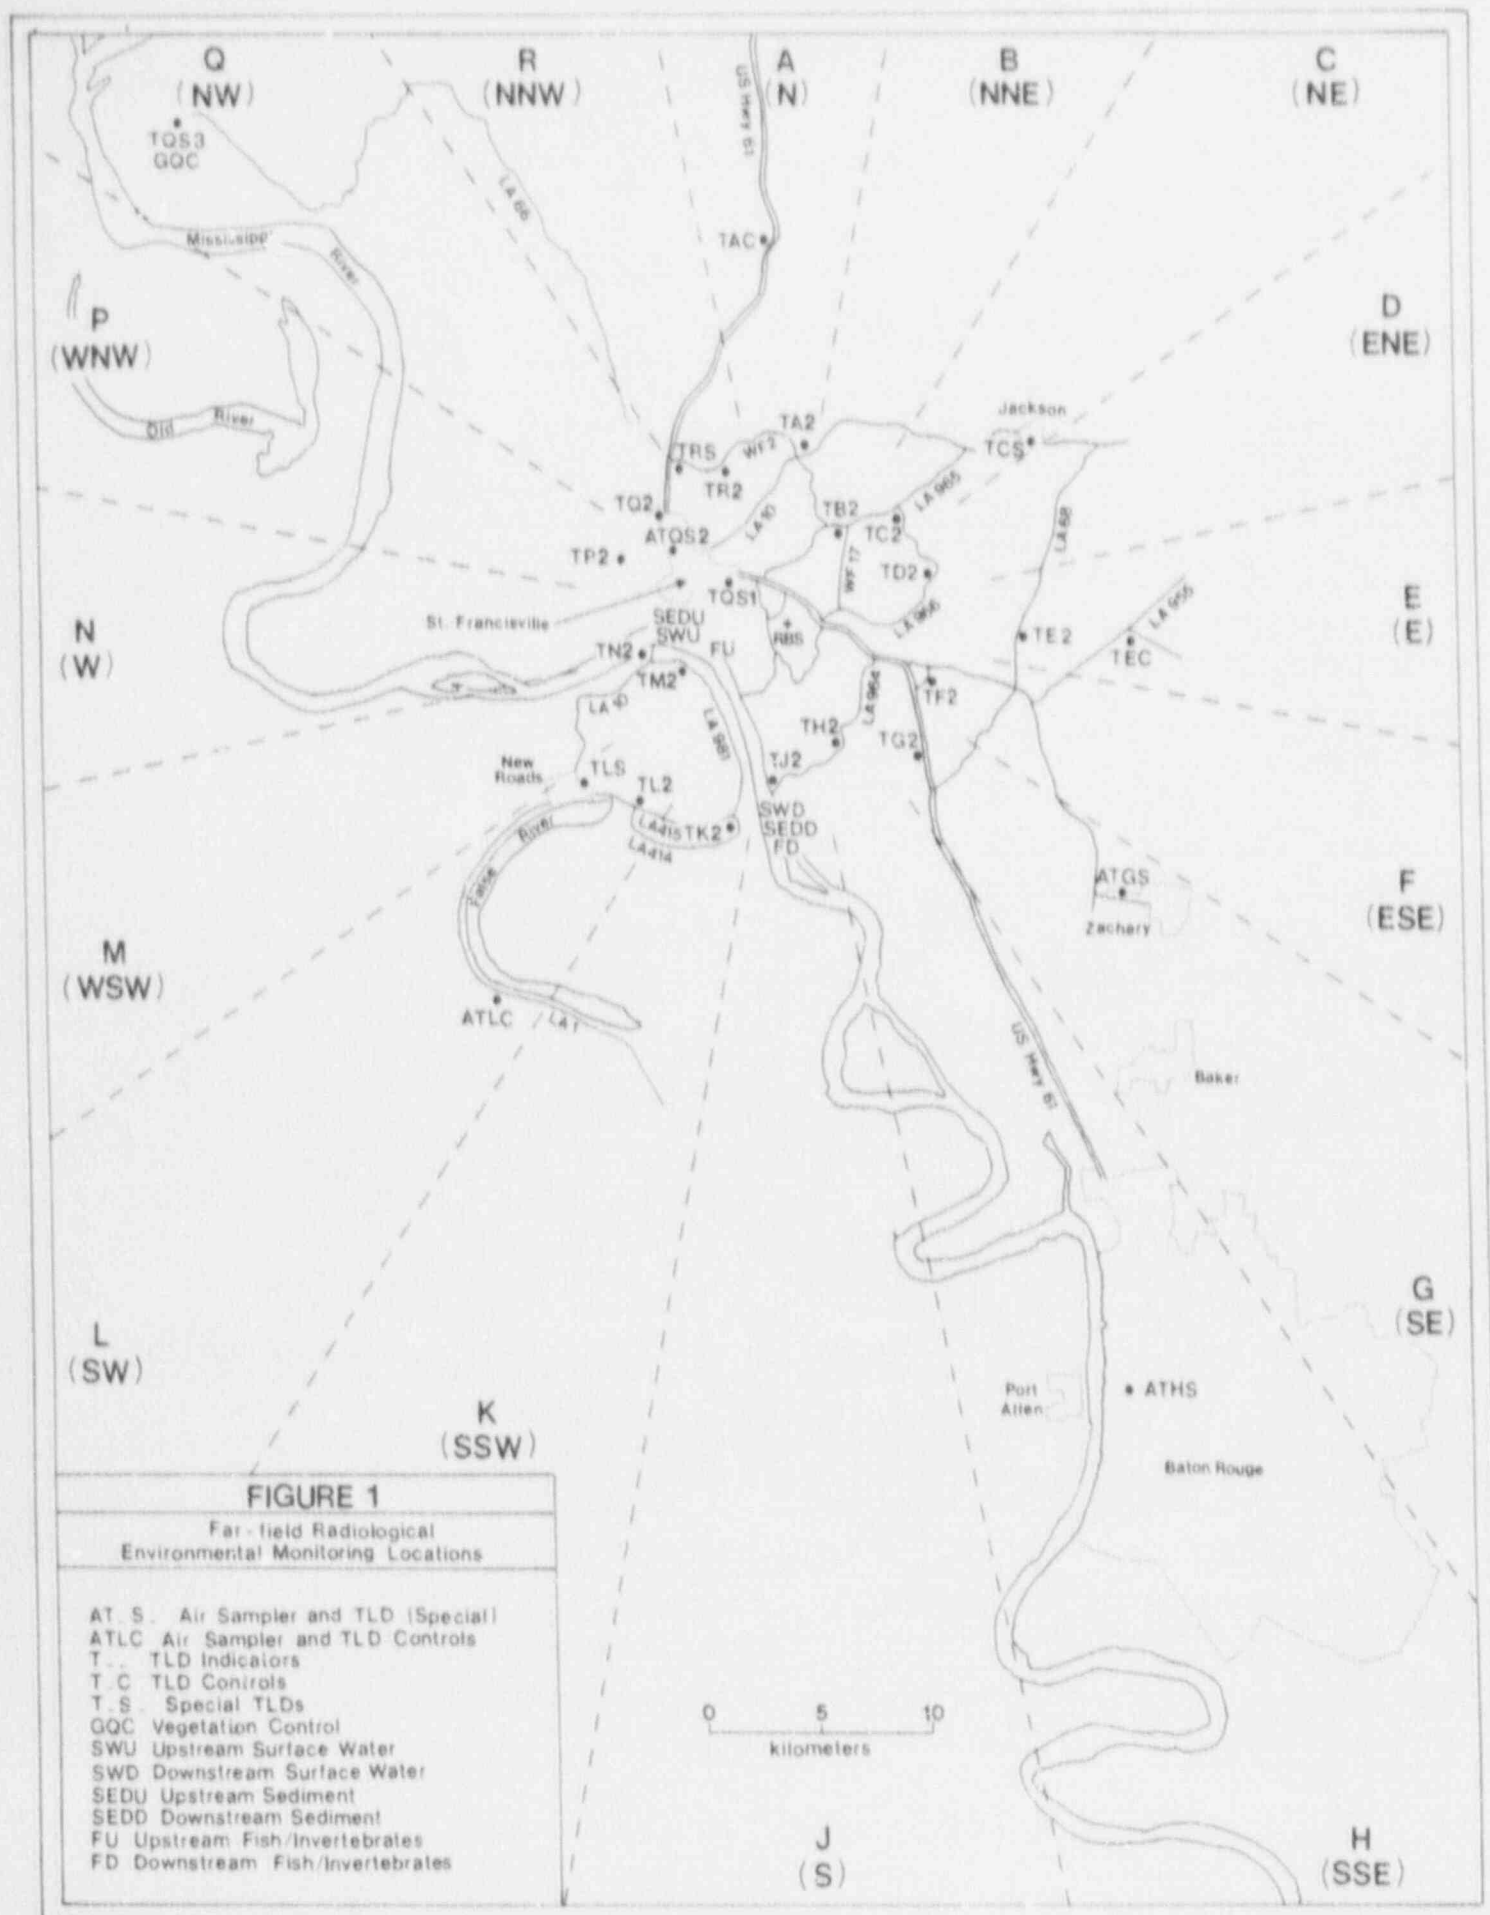 Q
(NW)
R
(NNW)
A
(N)
B
(NNE)
C
(NE)
US Hwy 61
TQS3
GQC
LA 66
TAC
Mississipp
River
P
(WNW)
D
(ENE)
Old River
Jackson
TA2
TCS
TRS
WF2
TR2
LA 965
TQ2
LA 10
TB2
TC2
LA 68
ATQS2
TP2
WF 17
TD2
TQS1
LA 955
St. Francisville
SEDU
SWU
RBS
LA 966
E
(E)
N
(W)
TN2
FU
TE2
TEC
TM2
TF2
LA 10
LA 981
LA 964
TH2
TG2
New
Roads
TLS
TJ2
TL2
SWD
SEDD
FD
LA415
TK2
LA414
False
River
ATGS
Zachary
F
(ESE)
M
(WSW)
ATLC
LA 1
US Hwy 61
Baker
G
(SE)
L
(SW)
Port
Allen
ATHS
K
(SSW)
Baton Rouge
FIGURE 1
Far-field Radiological
Environmental Monitoring Locations
AT_S_ Air Sampler and TLD (Special)
ATLC Air Sampler and TLD Controls
T__ TLD Indicators
T_C TLD Controls
T_S_ Special TLDs
GQC Vegetation Control
SWU Upstream Surface Water
SWD Downstream Surface Water
SEDU Upstream Sediment
SEDD Downstream Sediment
FU Upstream Fish/Invertebrates
FD Downstream Fish/Invertebrates
0 5 10
kilometers
J
(S)
H
(SSE)